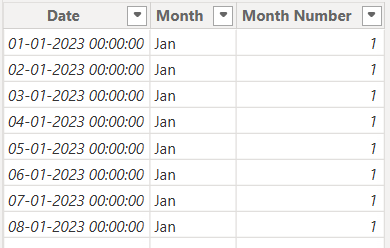 Date Month Month Number
01-01-2023 00:00:00 Jan 1
02-01-2023 00:00:00 Jan 1
03-01-2023 00:00:00 Jan 1
04-01-2023 00:00:00 Jan 1
05-01-2023 00:00:00 Jan 1
06-01-2023 00:00:00 Jan 1
07-01-2023 00:00:00 Jan 1
08-01-2023 00:00:00 Jan 1